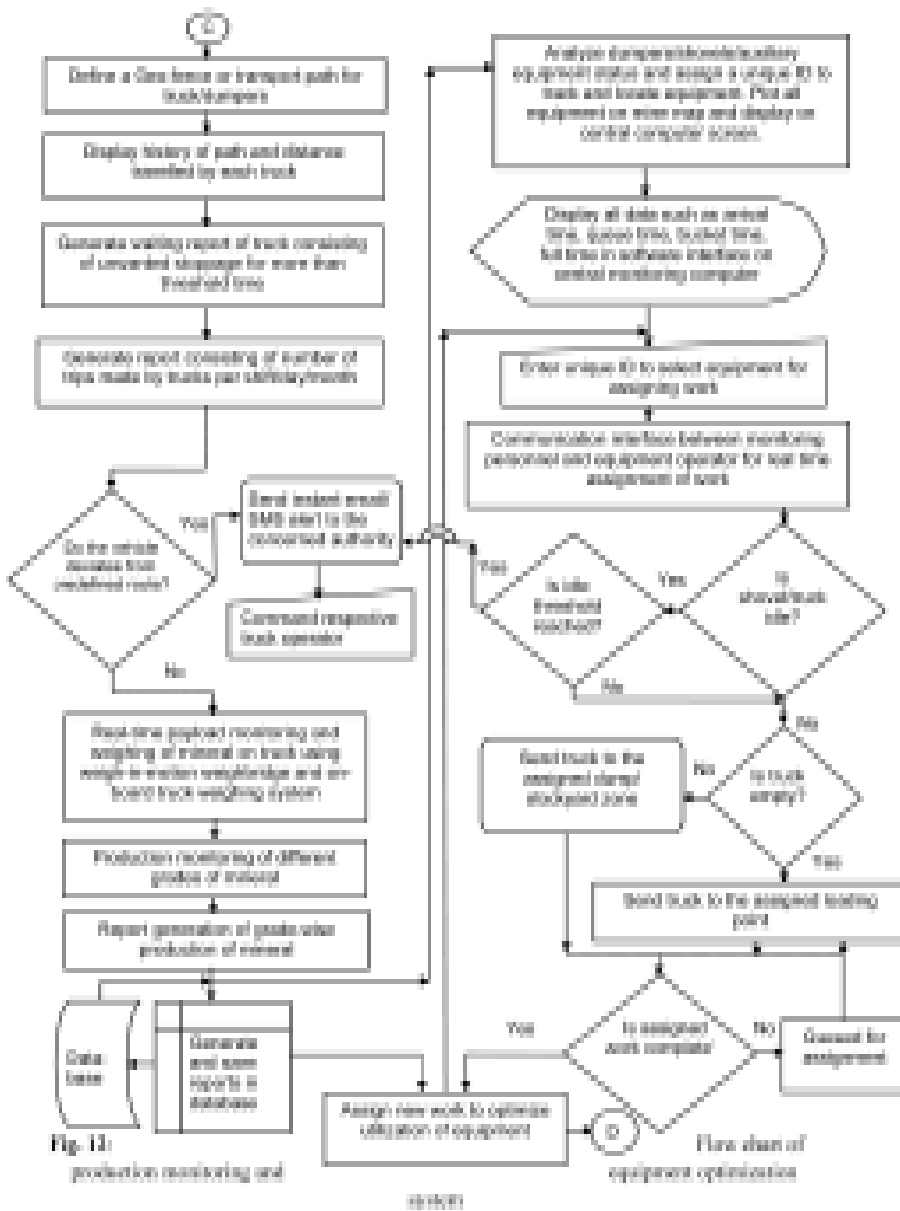 Define a Geo fence or transport path for
truck/dumpers
Display history of path and distance
travelled by each truck
Generate waiting report of truck consisting
of unwanted stoppage for more than
threshold time
Generate report consisting of number of
trips made by trucks per shift/day/month
Do the vehicle
deviates from
predefined route?
Yes
No
Send instant email/
SMS alert to the
concerned authority
Command respective
truck operator
Real-time payload monitoring and
weighing of mineral on truck using
weigh-in-motion weighbridge and on-
board truck weighing system
Production monitoring of different
grades of mineral
Report generation of grade-wise
production of mineral
Data
base
Generate
and save
reports in
database
Analyze dumpers/shovels/auxiliary
equipment status and assign a unique ID to
track and locate equipment. Plot all
equipment on mine map and display on
central computer screen.
Display all data such as arrival
time, queue time, bucket time,
full time in software interface on
central monitoring computer
Enter unique ID to select equipment for
assigning work
Communication interface between monitoring
personnel and equipment operator for real time
assignment of work
Is
shovel/truck
idle?
Yes
No
Is idle
threshold
reached?
Yes
No
Is truck
empty?
No
Yes
Send truck to the
assigned dump/
stockyard zone
Send truck to the assigned loading
point
Is assigned
work complete
Yes
No
for
assignment
Assign new work to optimize
utilization of equipment
D
Fig. 12:
Flow chart of
production monitoring and
equipment optimization
system